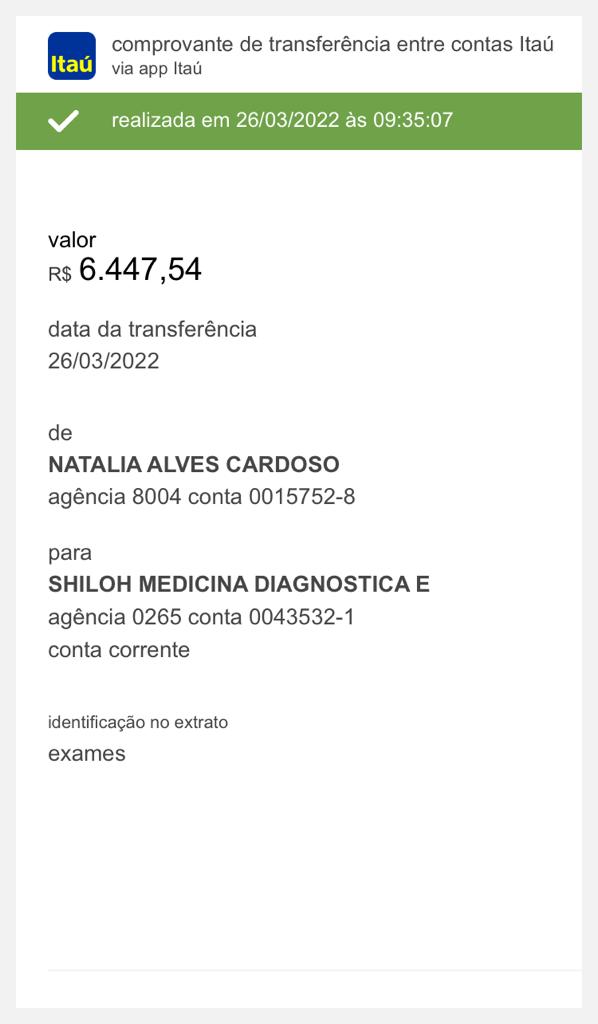 Itaú
comprovante de transferência entre contas Itaú
via app Itaú
realizada em 26/03/2022 às 09:35:07
valor
R$ 6.447,54
data da transferência
26/03/2022
de
NATALIA ALVES CARDOSO
agência 8004 conta 0015752-8
para
SHILOH MEDICINA DIAGNOSTICA E
agência 0265 conta 0043532-1
conta corrente
identificação no extrato
exames